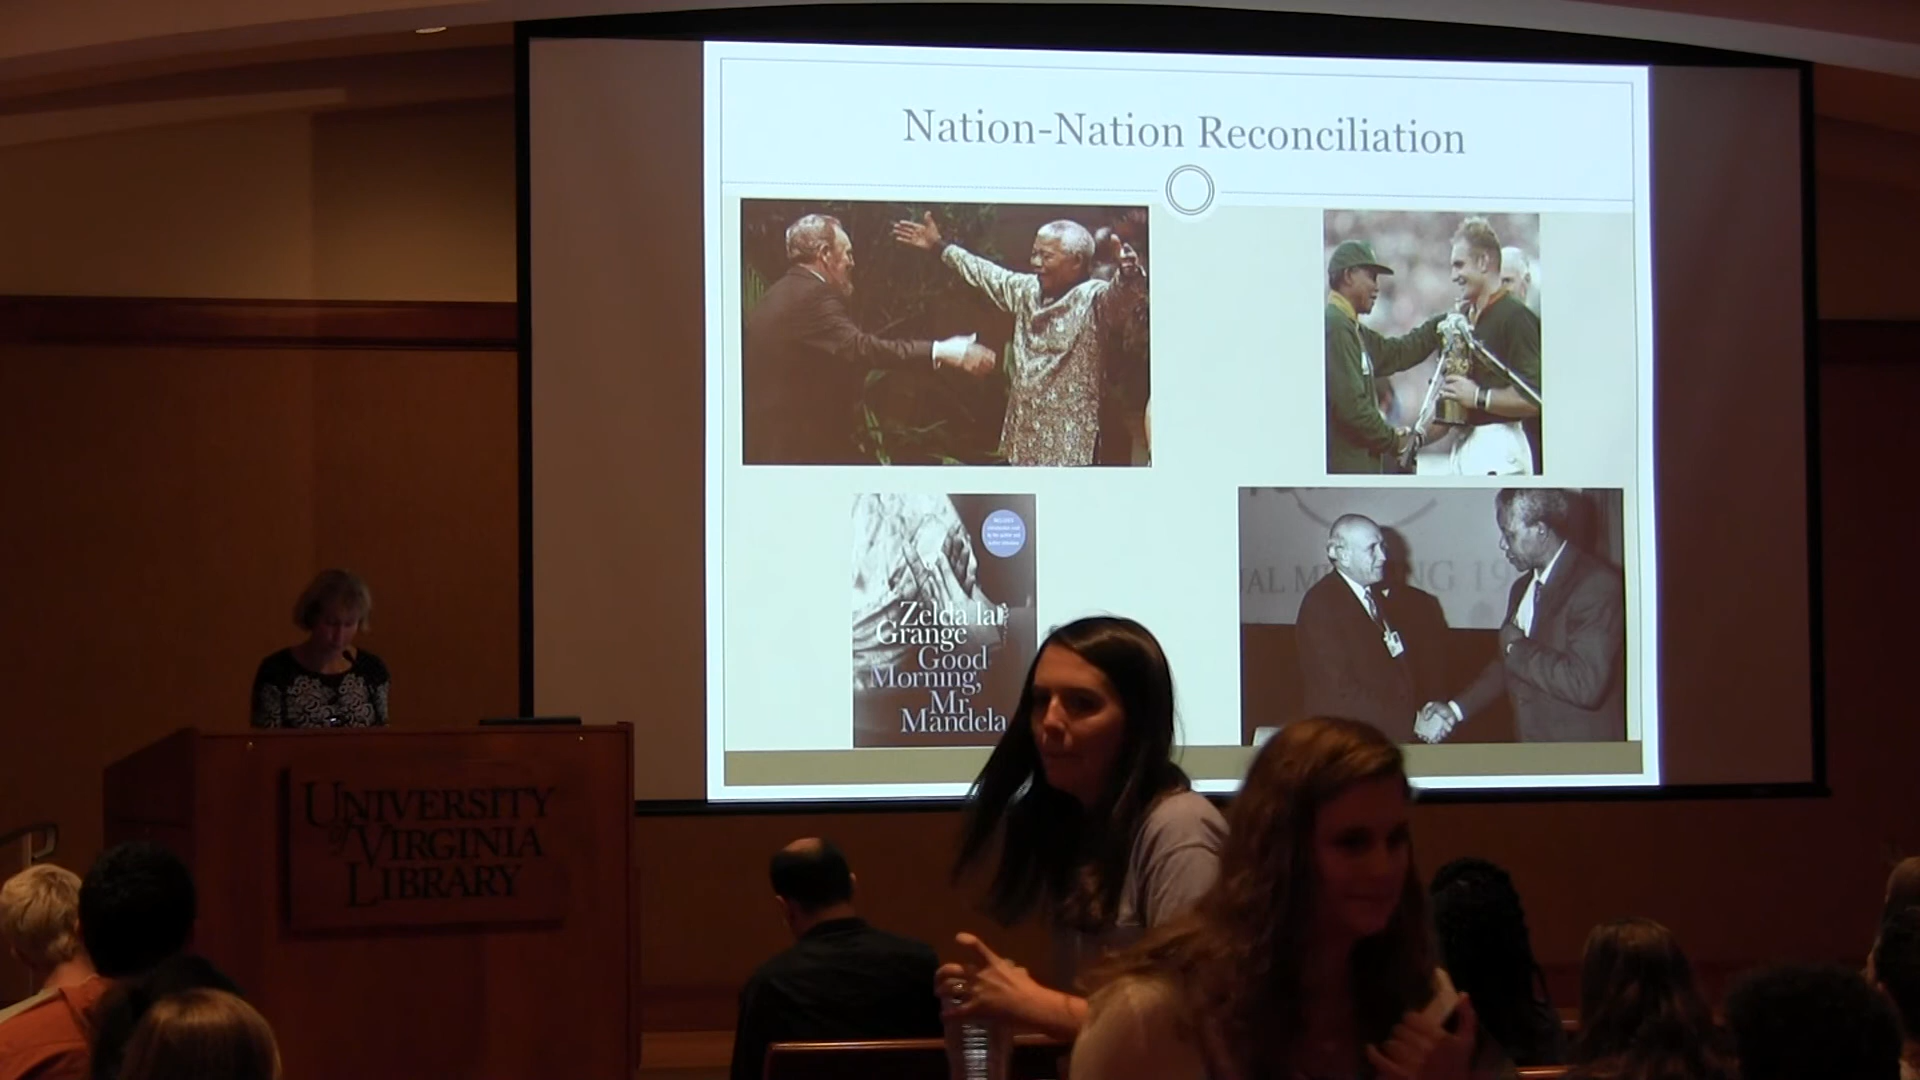 Nation-Nation Reconciliation
Zelda la
Grange
Good
Morning,
Mr
Mandela
UNIVERSITY
of VIRGINIA
LIBRARY